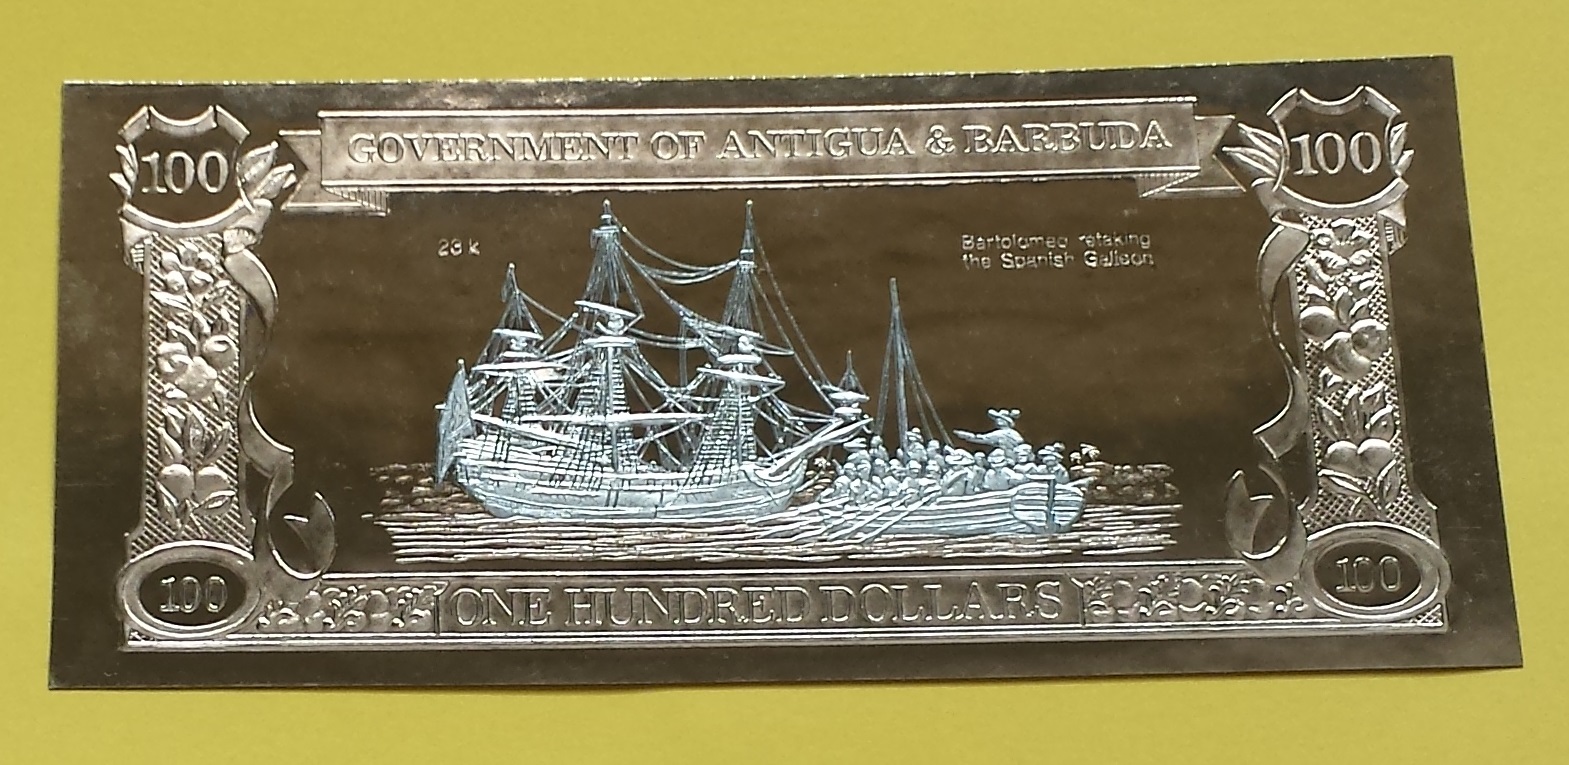 100
GOVERNMENT OF ANTIGUA & BARBUDA
100
23 k
Bartolomeo retaking
the Spanish Galleon
100
ONE HUNDRED DOLLARS
100